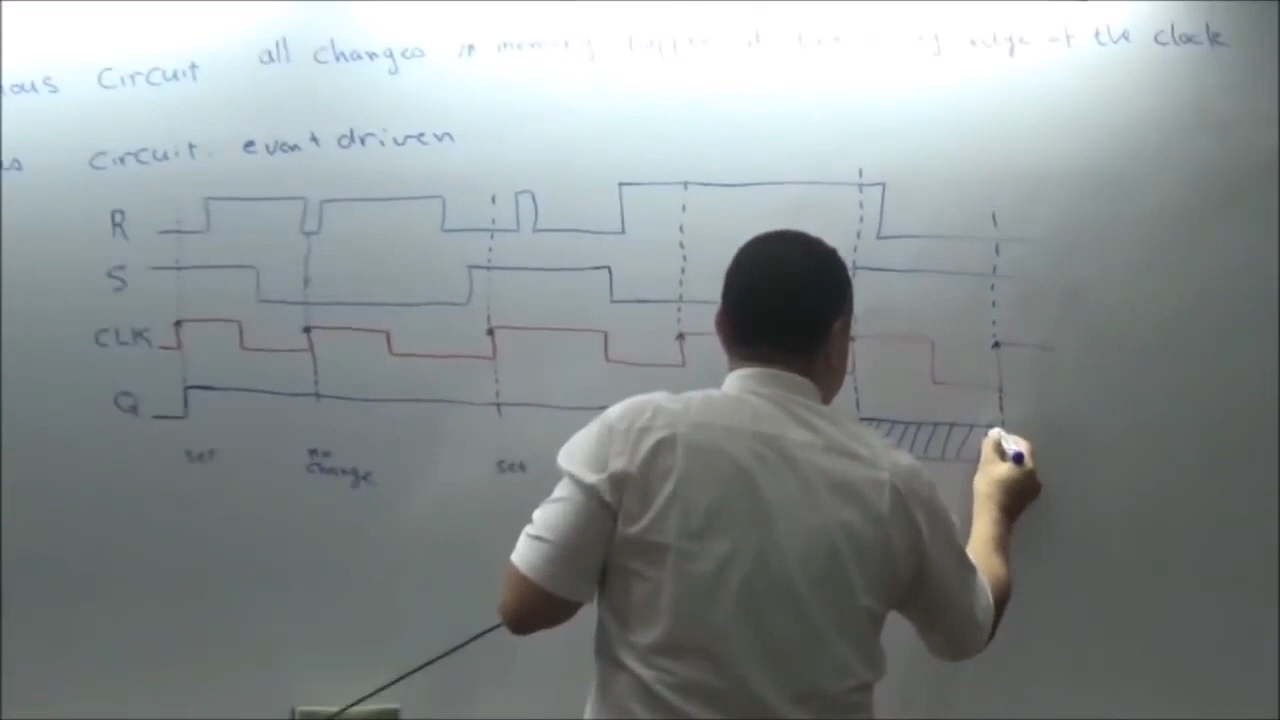 ous Circuit all changes in memory happen at edge of the clock
s circuit. event driven
R
S
CLK
Q
set no change set